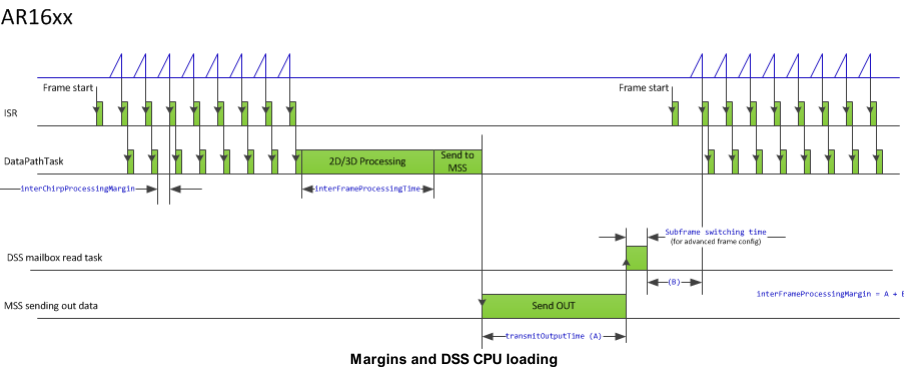 AR16xx
Frame start
Frame start
ISR
DataPathTask
2D/3D Processing
Send to
MSS
interChirpProcessingMargin
interFrameProcessingTime
Subframe switching time
(for advanced frame config)
DSS mailbox read task
(B)
interFrameProcessingMargin = A + B
MSS sending out data
Send OUT
transmitOutputTime (A)
Margins and DSS CPU loading